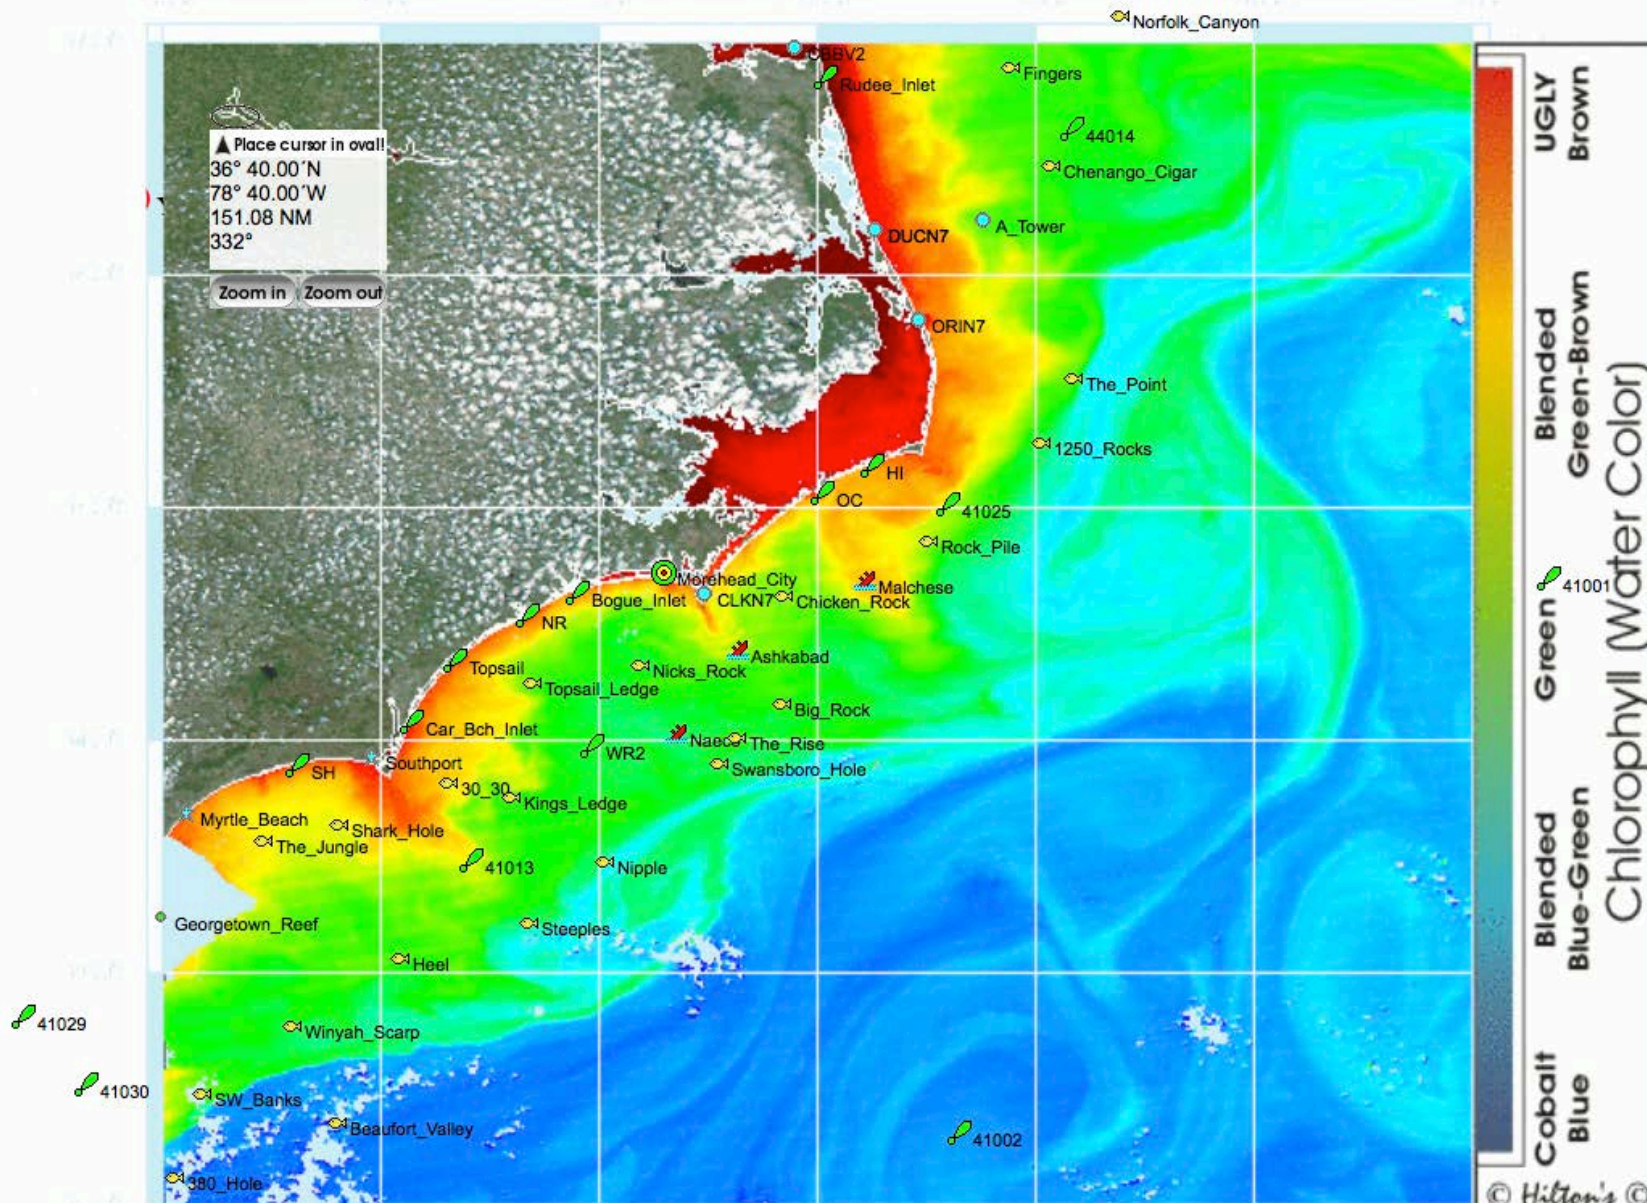 Norfolk_Canyon
CBBV2
Rudee_Inlet
Fingers
44014
Chenango_Cigar
▲ Place cursor in oval!
36° 40.00´N
78° 40.00´W
151.08 NM
332°
Zoom in
Zoom out
DUCN7
A_Tower
ORIN7
The_Point
1250_Rocks
HI
OC
41025
Rock_Pile
Morehead_City
Malchese
Bogue_Inlet
CLKN7
Chicken_Rock
NR
Ashkabad
Topsail
Nicks_Rock
Topsail_Ledge
Big_Rock
Car_Bch_Inlet
Naeco
The_Rise
WR2
Southport
SH
Swansboro_Hole
30_30
Kings_Ledge
Myrtle_Beach
Shark_Hole
The_Jungle
41013
Nipple
Georgetown_Reef
Steeples
Heel
41029
Winyah_Scarp
41030
SW_Banks
Beaufort_Valley
41002
380_Hole
41001
UGLY
Brown
Blended
Green-Brown
Green
Blended
Blue-Green
Cobalt
Blue
Chlorophyll (Water Color)
© Hilton's ©